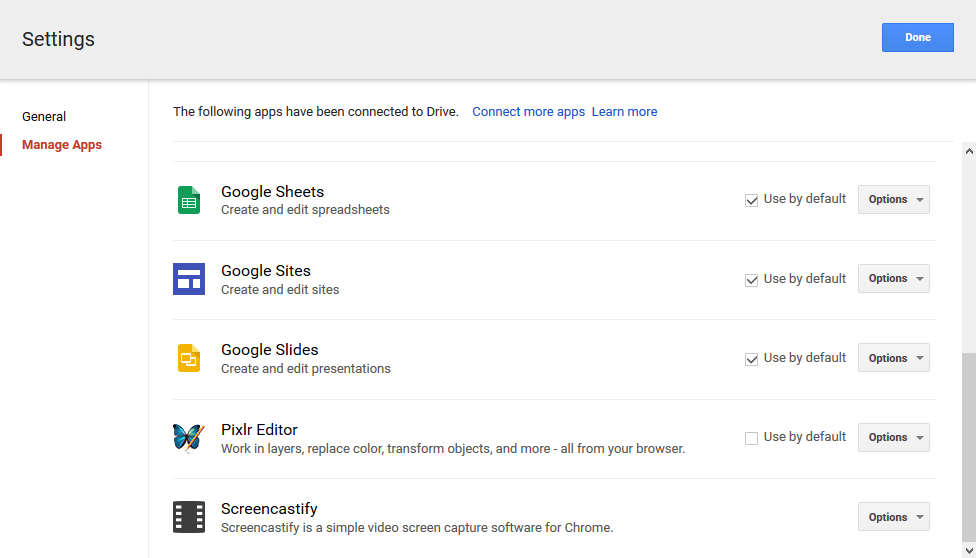 Settings
Done
General
Manage Apps
The following apps have been connected to Drive. Connect more apps Learn more
Google Sheets
Create and edit spreadsheets
Use by default
Options
Google Sites
Create and edit sites
Use by default
Options
Google Slides
Create and edit presentations
Use by default
Options
Pixlr Editor
Work in layers, replace color, transform objects, and more - all from your browser.
Use by default
Options
Screencastify
Screencastify is a simple video screen capture software for Chrome.
Options